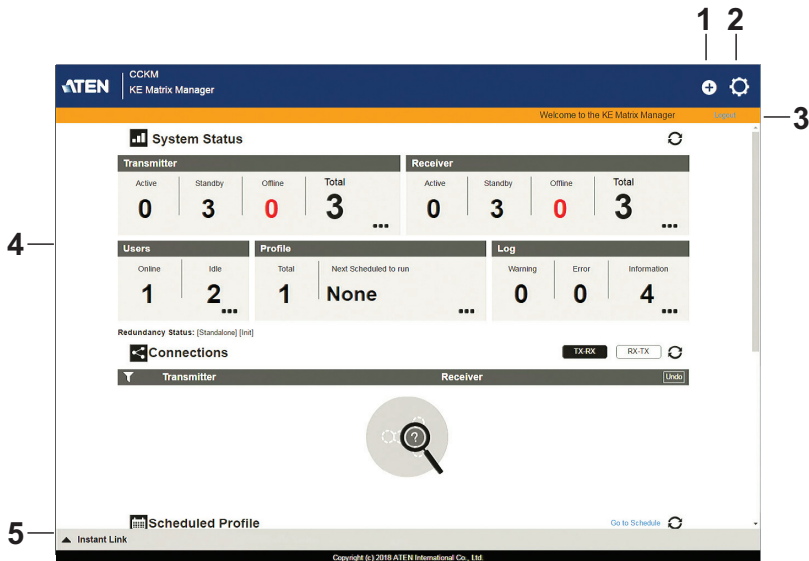 1 2
ATEN
CCKM
KE Matrix Manager
Welcome to the KE Matrix Manager
Logout
3
System Status
Transmitter
Active Standby Offline Total
0 3 0 3
Receiver
Active Standby Offline Total
0 3 0 3
4
Users
Online Idle
1 2
Profile
Total Next Scheduled to run
1 None
Log
Warning Error Information
0 0 4
Redundancy Status: [Standalone] [Init]
Connections
TX-RX RX-TX
Transmitter Receiver Undo
?
Scheduled Profile
Go to Schedule
5
Instant Link
Copyright (c) 2018 ATEN International Co., Ltd.